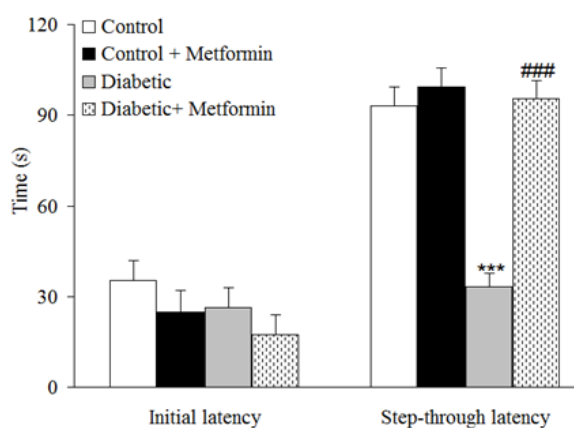 120
90
60
30
0
Time (s)
Control
Control + Metformin
Diabetic
Diabetic+ Metformin
***
###
Initial latency
Step-through latency